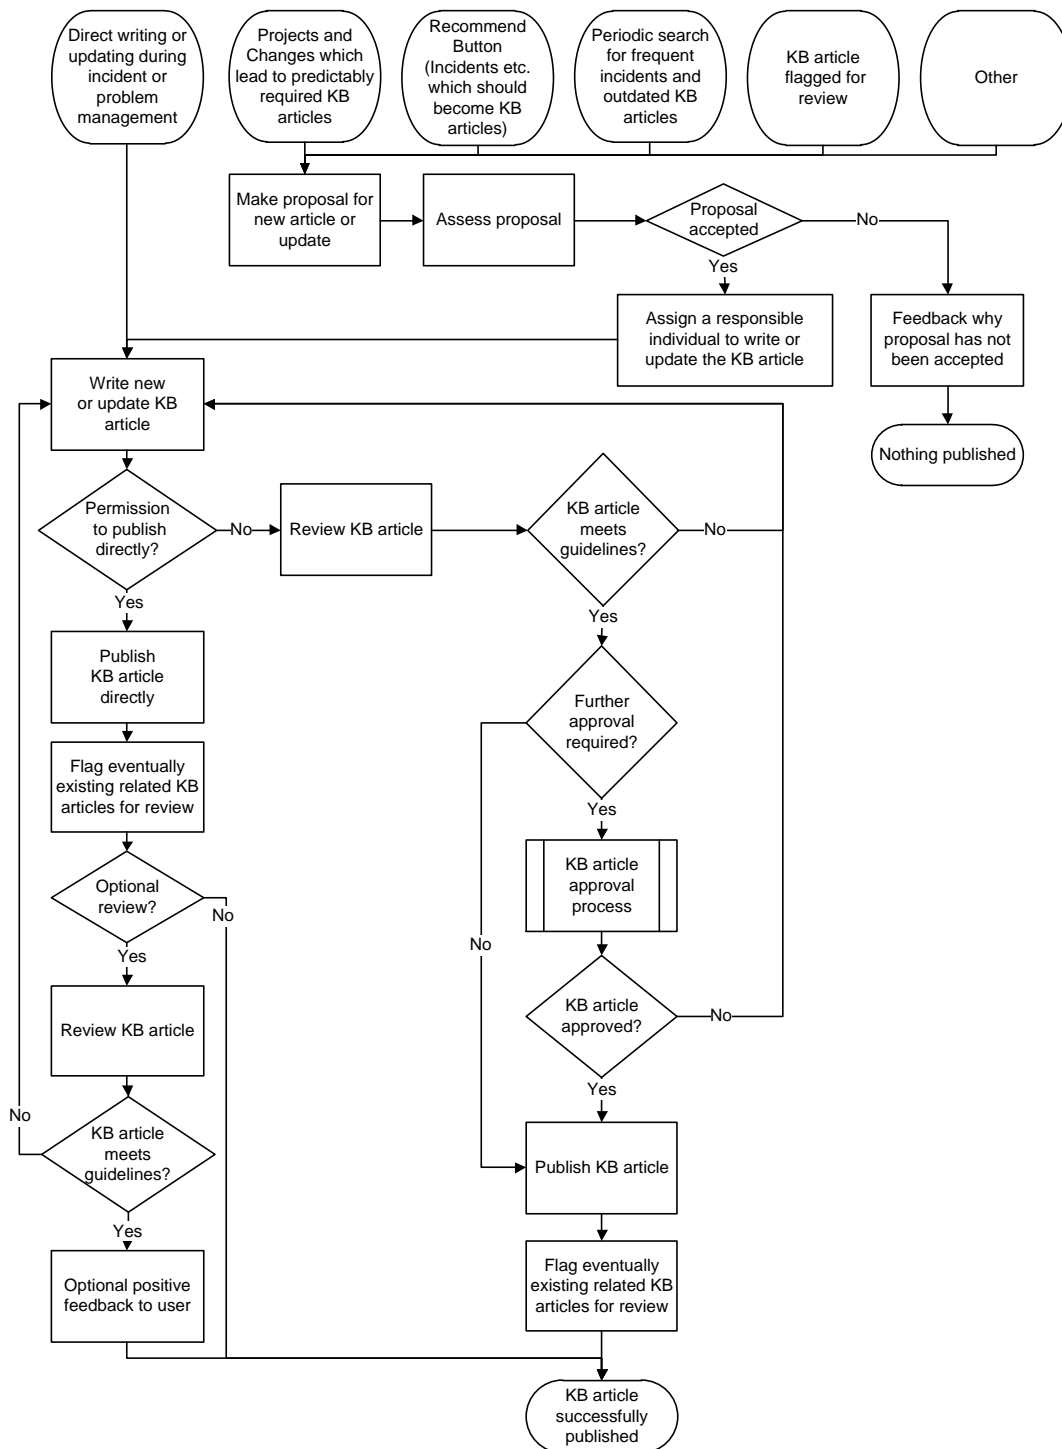 Direct writing or
updating during
incident or
problem
management
Projects and
Changes which
lead to predictably
required KB
articles
Recommend
Button
(Incidents etc.
which should
become KB
articles)
Periodic search
for frequent
incidents and
outdated KB
articles
KB article
flagged for
review
Other
Make proposal for
new article or
update
Assess proposal
Proposal
accepted
No
Yes
Assign a responsible
individual to write or
update the KB article
Feedback why
proposal has not
been accepted
Nothing published
Write new
or update KB
article
Permission
to publish
directly?
No
Review KB article
KB article
meets
guidelines?
No
Yes
Yes
Publish
KB article
directly
Further
approval
required?
Flag eventually
existing related KB
articles for review
Yes
KB article
approval
process
Optional
review?
No
Yes
No
Review KB article
KB article
approved?
No
Yes
No
KB article
meets
guidelines?
Publish KB article
Yes
Optional positive
feedback to user
Flag eventually
existing related KB
articles for review
KB article
successfully
published